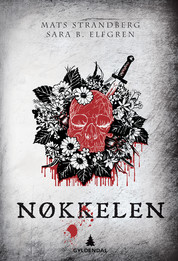 MATS STRANDBERG
SARA B. ELFGREN
NØKKELEN
GYLDENDAL